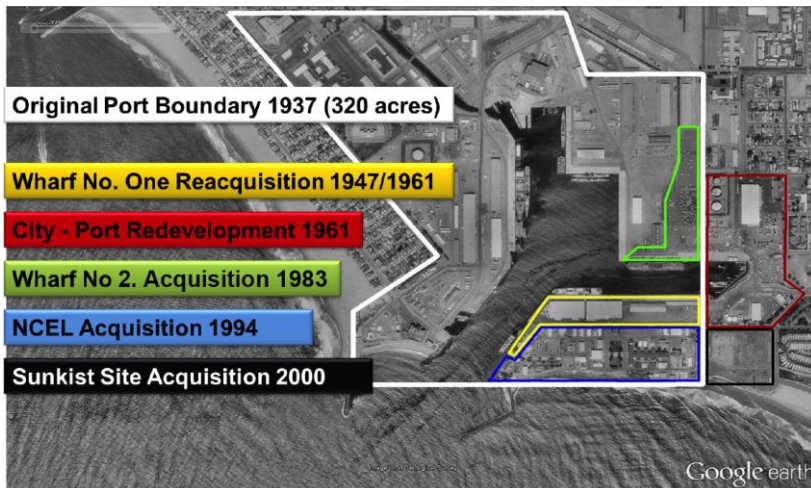 Original Port Boundary 1937 (320 acres)
Wharf No. One Reacquisition 1947/1961
City - Port Redevelopment 1961
Wharf No 2. Acquisition 1983
NCEL Acquisition 1994
Sunkist Site Acquisition 2000
Google earth